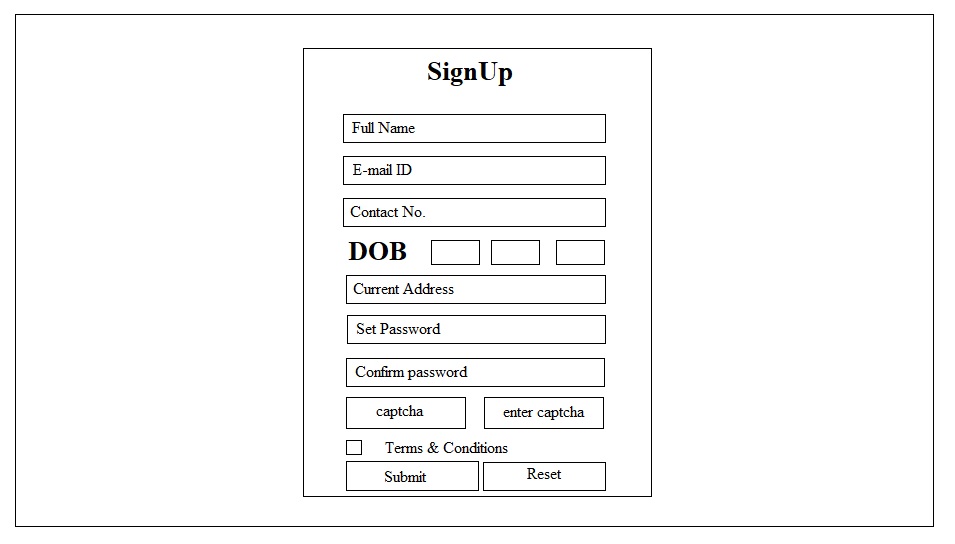 SignUp
Full Name
E-mail ID
Contact No.
DOB
Current Address
Set Password
Confirm password
captcha enter captcha
Terms & Conditions
Submit Reset